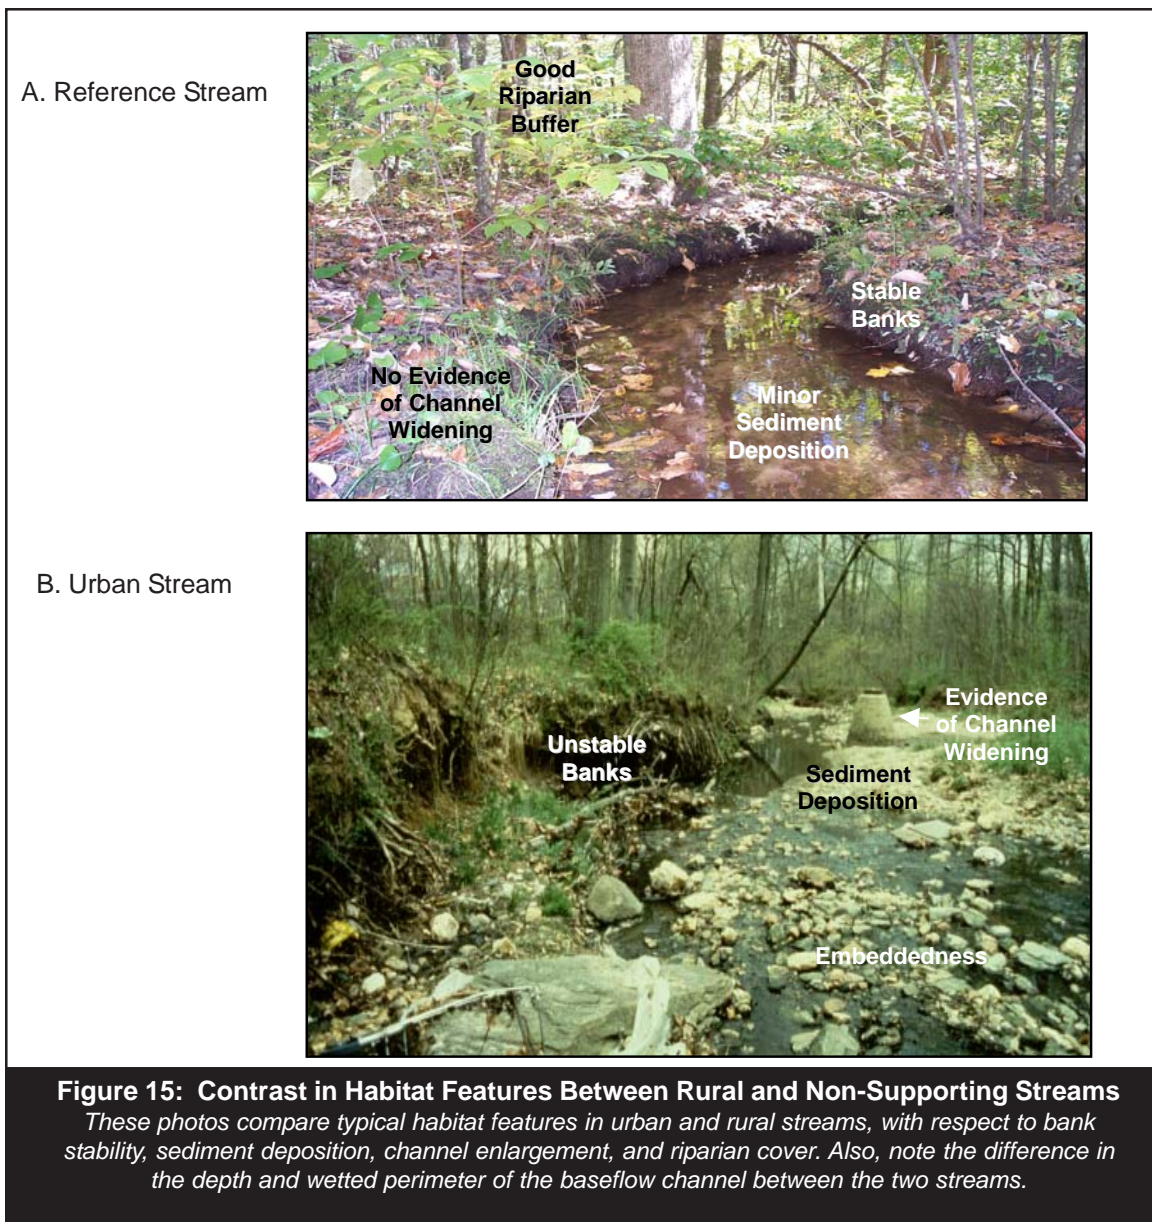 A. Reference Stream
Good
Riparian
Buffer
Stable
Banks
No Evidence
of Channel
Widening
Minor
Sediment
Deposition
B. Urban Stream
Evidence
of Channel
Widening
Unstable
Banks
Sediment
Deposition
Embeddedness
Figure 15: Contrast in Habitat Features Between Rural and Non-Supporting Streams
These photos compare typical habitat features in urban and rural streams, with respect to bank
stability, sediment deposition, channel enlargement, and riparian cover. Also, note the difference in
the depth and wetted perimeter of the baseflow channel between the two streams.